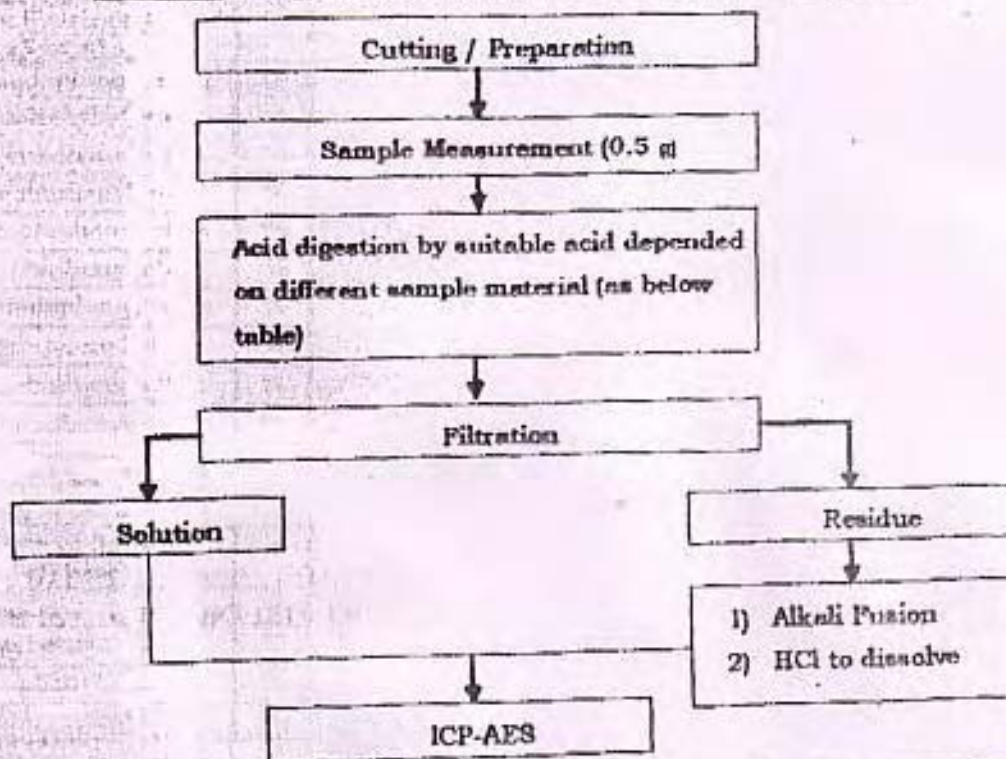 Cutting / Preparation
Sample Measurement (0.5 g)
Acid digestion by suitable acid depended
on different sample material (as below
table)
Filtration
Solution
Residue
1) Alkali Fusion
2) HCl to dissolve
ICP-AES